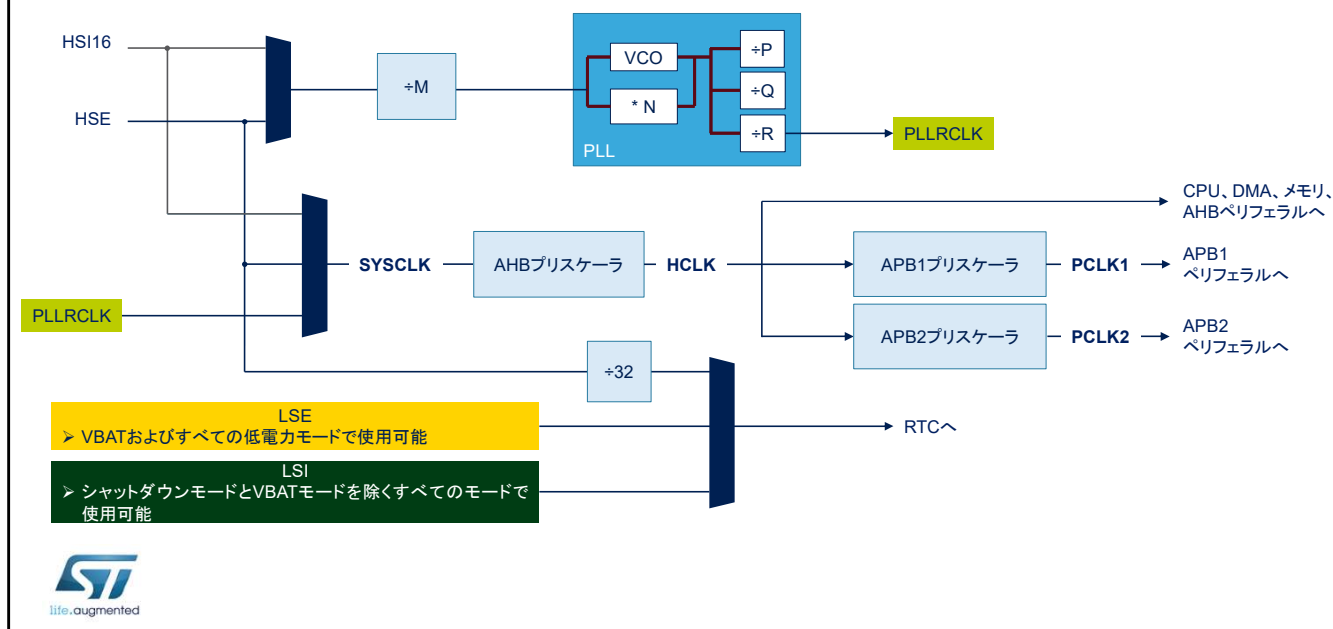 HSI16
HSE
÷M
VCO
* N
÷P
÷Q
÷R
PLL
PLLRCLK
CPU、DMA、メモリ、
AHBペリフェラルへ
SYSCLK
AHBプリスケーラ
HCLK
APB1プリスケーラ
PCLK1
APB1
ペリフェラルへ
PLLRCLK
APB2プリスケーラ
PCLK2
APB2
ペリフェラルへ
÷32
LSE
➢ VBATおよびすべての低電力モードで使用可能
RTCへ
LSI
➢ シャットダウンモードとVBATモードを除くすべてのモードで
使用可能
ST
life.augmented